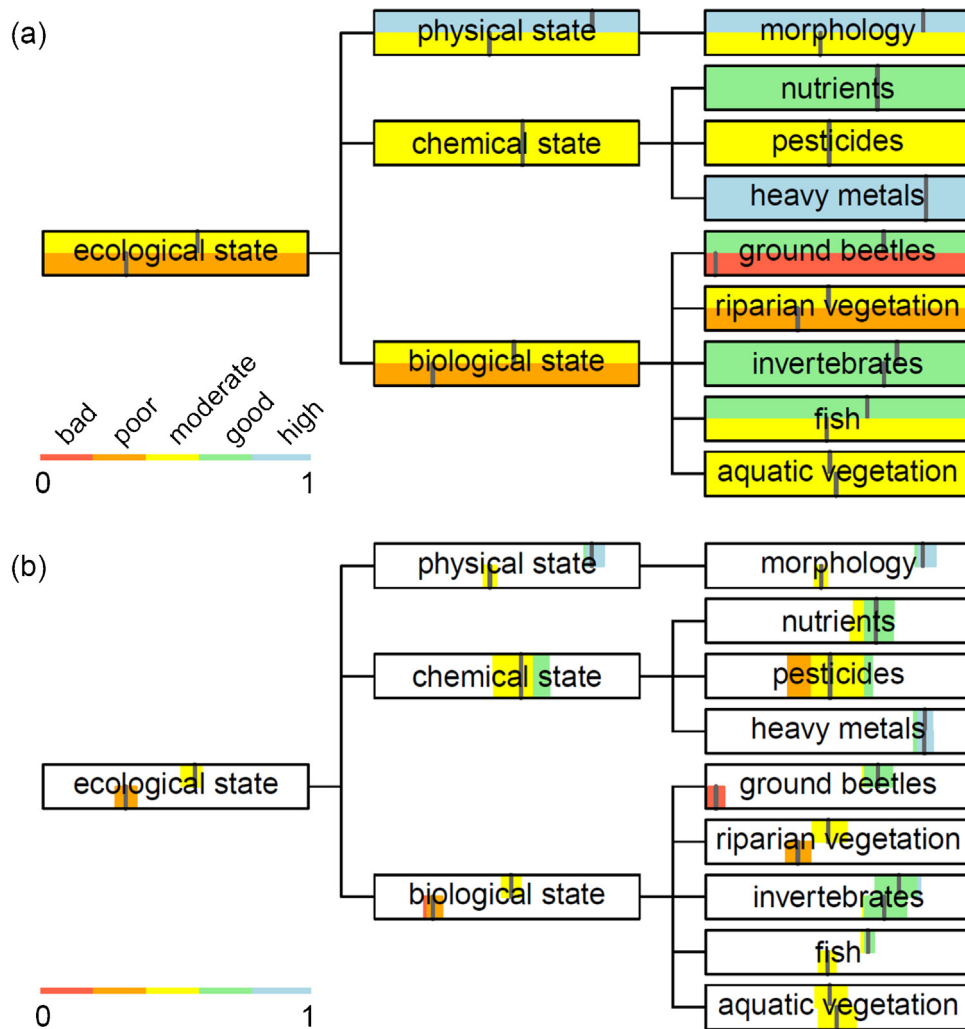 (a)
physical state
morphology
nutrients
chemical state
pesticides
heavy metals
ecological state
ground beetles
riparian vegetation
biological state
invertebrates
fish
aquatic vegetation
bad
poor
moderate
good
high
0
1
(b)
physical state
morphology
nutrients
chemical state
pesticides
heavy metals
ecological state
ground beetles
riparian vegetation
biological state
invertebrates
fish
aquatic vegetation
0
1